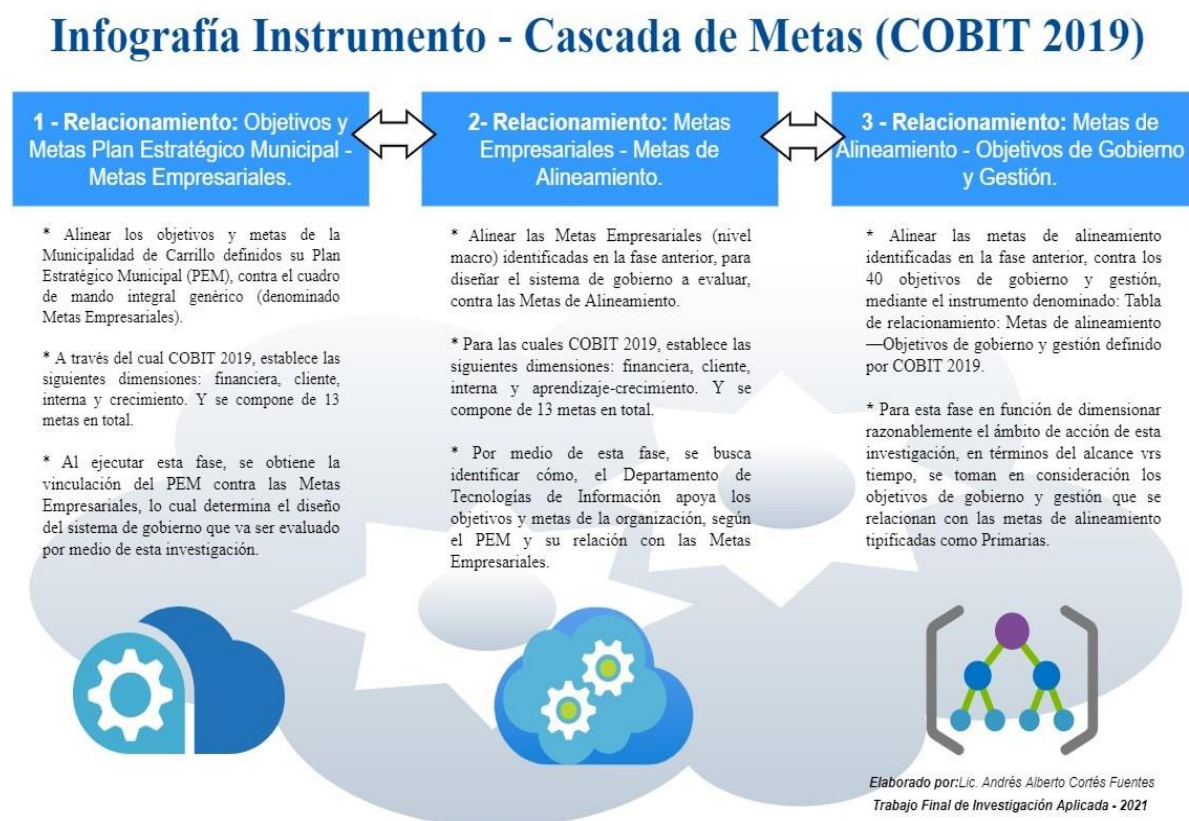 Infografía Instrumento - Cascada de Metas (COBIT 2019)
1 - Relacionamiento: Objetivos y
Metas Plan Estratégico Municipal -
Metas Empresariales.
* Alinear los objetivos y metas de la
Municipalidad de Carrillo definidos su Plan
Estratégico Municipal (PEM), contra el cuadro
de mando integral genérico (denominado
Metas Empresariales).
* A través del cual COBIT 2019, establece las
siguientes dimensiones: financiera, cliente,
interna y crecimiento. Y se compone de 13
metas en total.
* Al ejecutar esta fase, se obtiene la
vinculación del PEM contra las Metas
Empresariales, lo cual determina el diseño
del sistema de gobierno que va ser evaluado
por medio de esta investigación.
2- Relacionamiento: Metas
Empresariales - Metas de
Alineamiento.
* Alinear las Metas Empresariales (nivel
macro) identificadas en la fase anterior, para
diseñar el sistema de gobierno a evaluar,
contra las Metas de Alineamiento.
* Para las cuales COBIT 2019, establece las
siguientes dimensiones: financiera, cliente,
interna y aprendizaje-crecimiento. Y se
compone de 13 metas en total.
* Por medio de esta fase, se busca
identificar cómo, el Departamento de
Tecnologías de Información apoya los
objetivos y metas de la organización, según
el PEM y su relación con las Metas
Empresariales.
3 - Relacionamiento: Metas de
Alineamiento - Objetivos de Gobierno
y Gestión.
* Alinear las metas de alineamiento
identificadas en la fase anterior, contra los
40 objetivos de gobierno y gestión,
mediante el instrumento denominado: Tabla
de relacionamiento: Metas de alineamiento
—Objetivos de gobierno y gestión definido
por COBIT 2019.
* Para esta fase en función de dimensionar
razonablemente el ámbito de acción de esta
investigación, en términos del alcance vrs
tiempo, se toman en consideración los
objetivos de gobierno y gestión que se
relacionan con las metas de alineamiento
tipificadas como Primarias.
Elaborado por:Lic. Andrés Alberto Cortés Fuentes
Trabajo Final de Investigación Aplicada - 2021